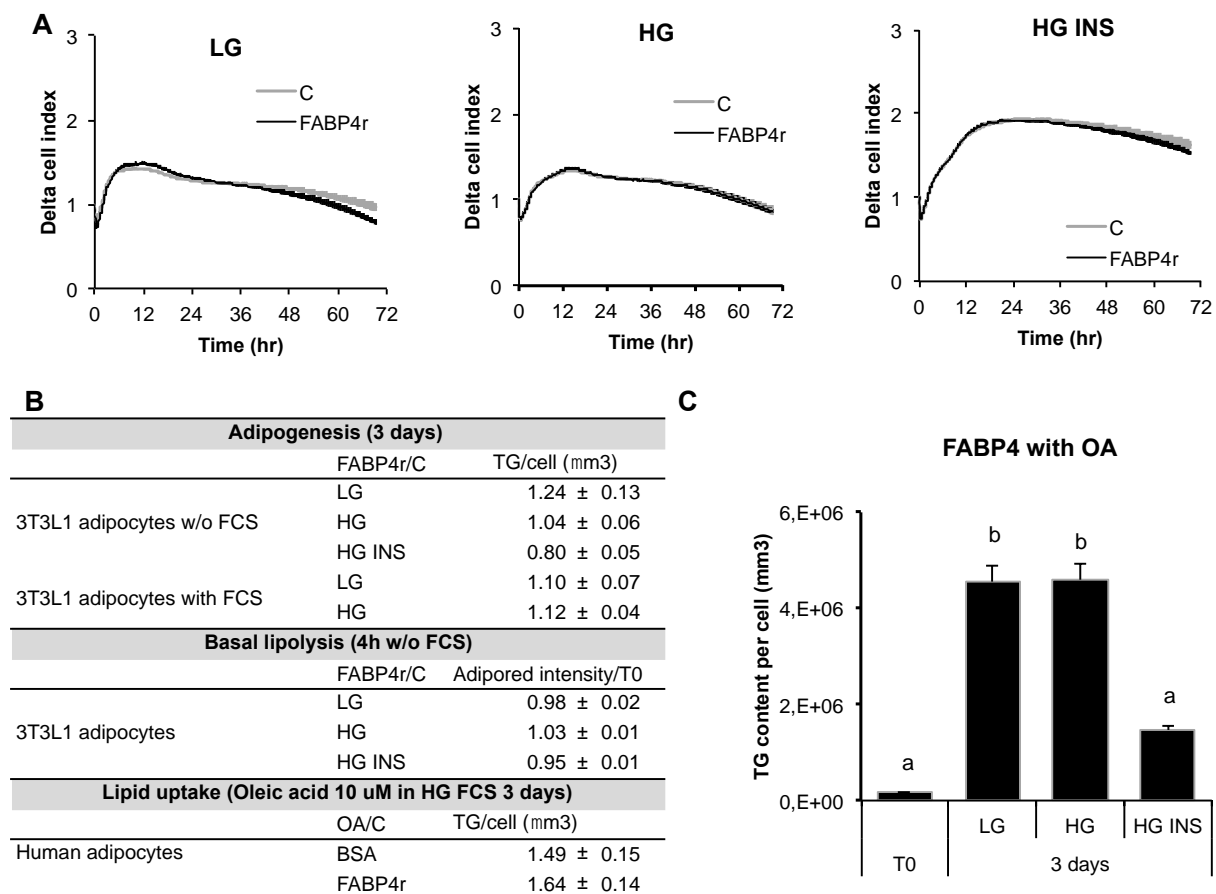 A
LG
Delta cell index
3
2
1
0
C
FABP4r
0 12 24 36 48 60 72
Time (hr)
HG
Delta cell index
3
2
1
0
C
FABP4r
0 12 24 36 48 60 72
Time (hr)
HG INS
Delta cell index
3
2
1
0
C
FABP4r
0 12 24 36 48 60 72
Time (hr)
B
Adipogenesis (3 days)
FABP4r/C TG/cell (mm3)
LG 1.24 ± 0.13
3T3L1 adipocytes w/o FCS HG 1.04 ± 0.06
HG INS 0.80 ± 0.05
LG 1.10 ± 0.07
3T3L1 adipocytes with FCS
HG 1.12 ± 0.04
Basal lipolysis (4h w/o FCS)
FABP4r/C Adipored intensity/T0
LG 0.98 ± 0.02
3T3L1 adipocytes HG 1.03 ± 0.01
HG INS 0.95 ± 0.01
Lipid uptake (Oleic acid 10 uM in HG FCS 3 days)
OA/C TG/cell (mm3)
Human adipocytes BSA 1.49 ± 0.15
FABP4r 1.64 ± 0.14
C
FABP4 with OA
TG content per cell (mm3)
6,E+06
4,E+06
2,E+06
0,E+00
a
b
b
a
LG HG HG INS
T0 3 days